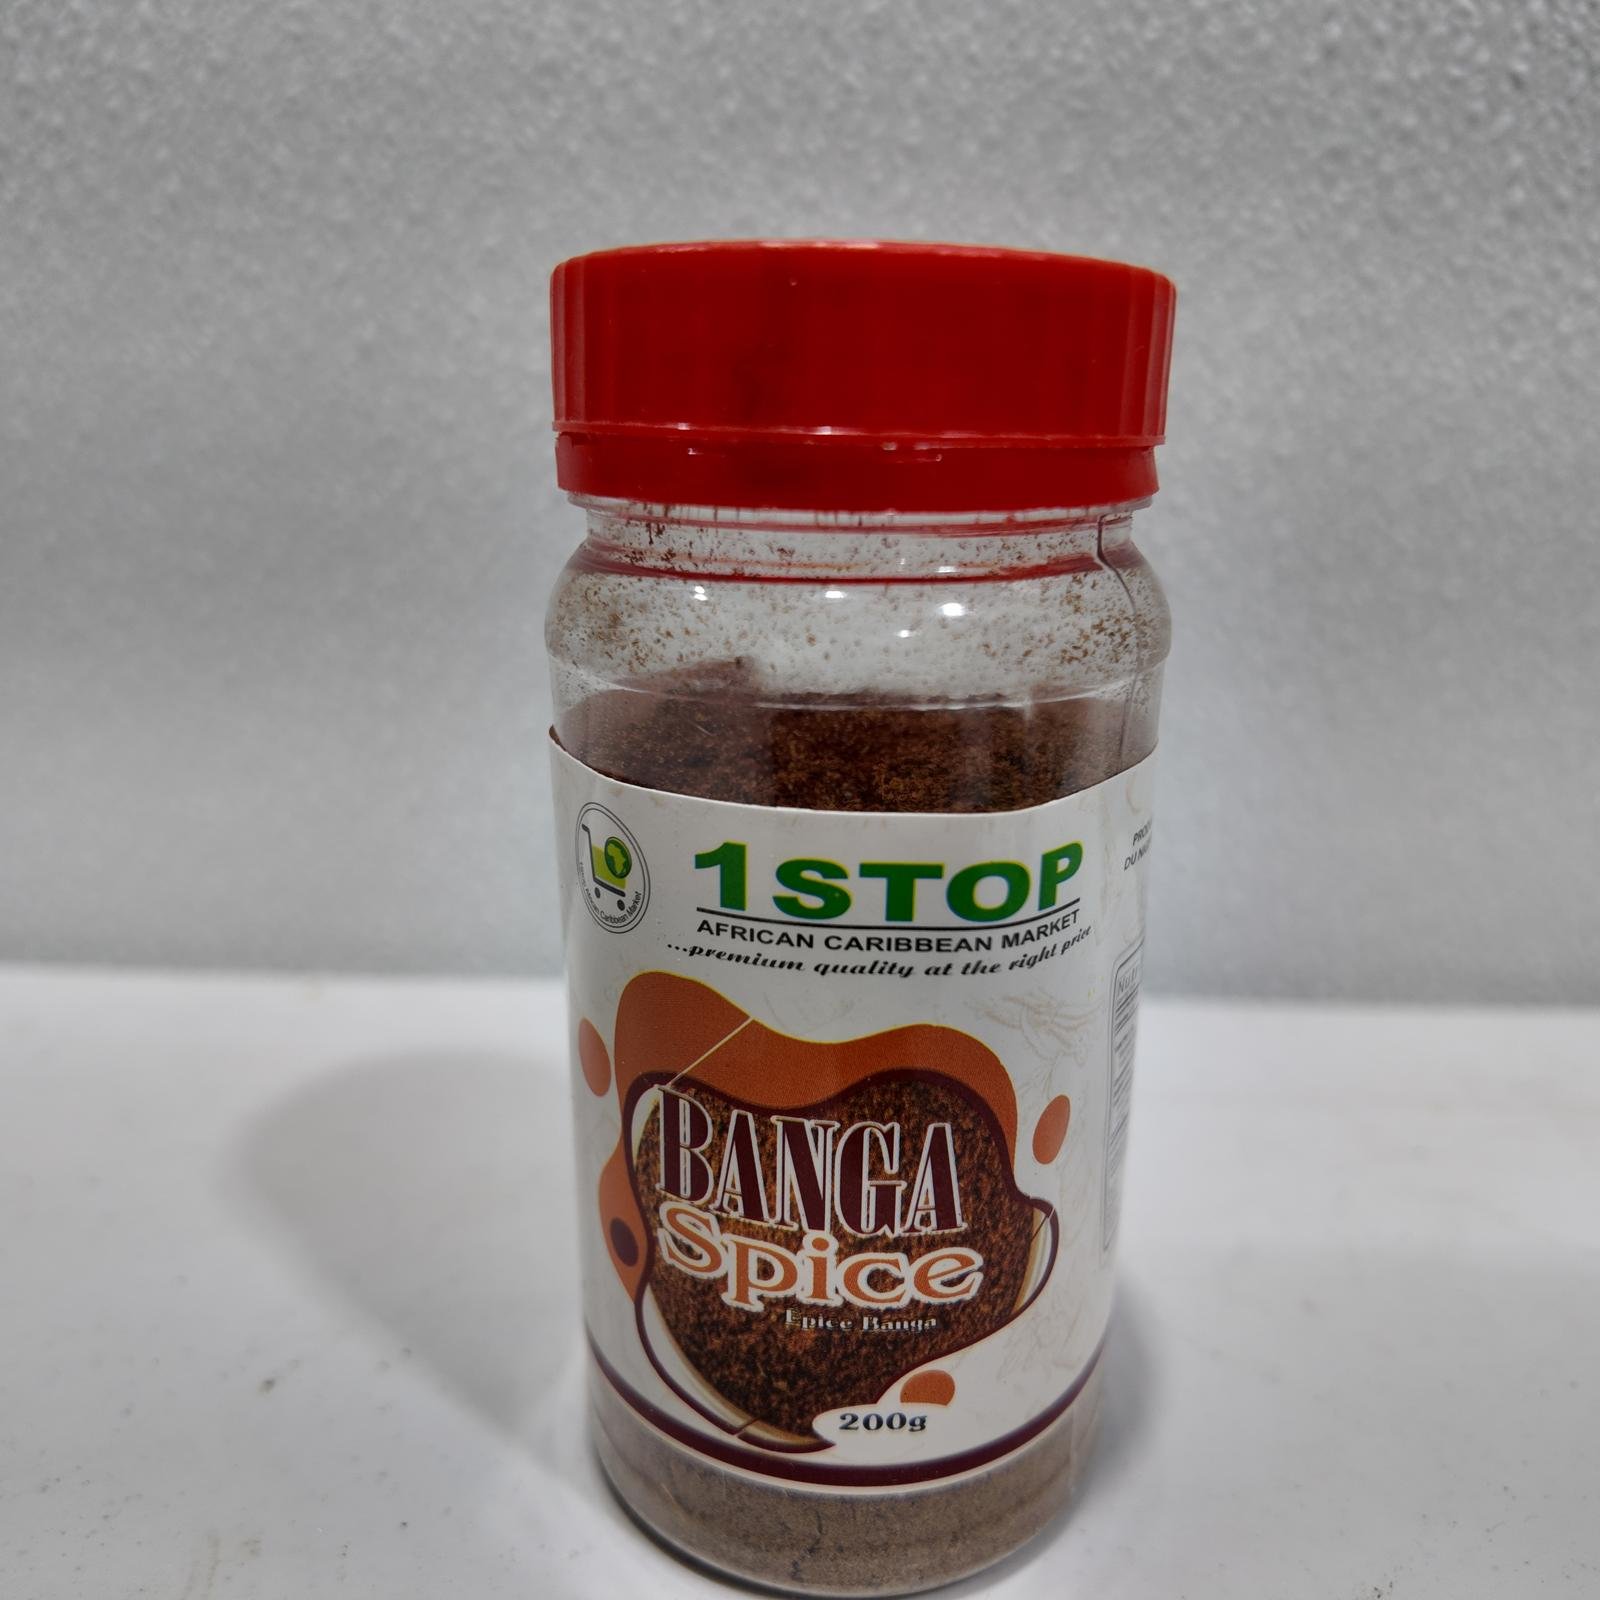 1STOP
AFRICAN CARIBBEAN MARKET
...premium quality at the right price
BANGA
Spice
Epice Banga
200g